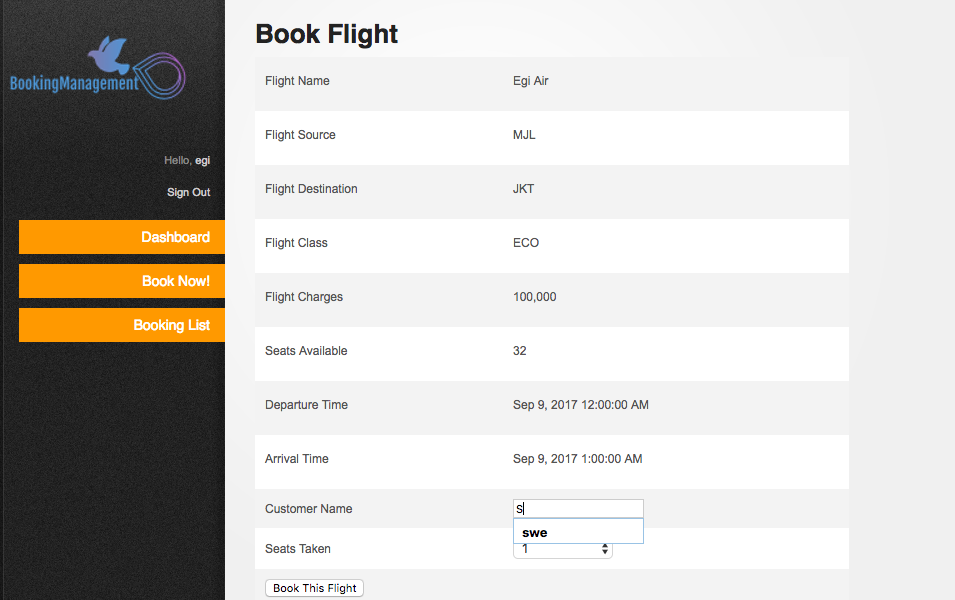 BookingManagement
Hello, egi
Sign Out
Dashboard
Book Now!
Booking List
Book Flight
Flight Name Egi Air
Flight Source MJL
Flight Destination JKT
Flight Class ECO
Flight Charges 100,000
Seats Available 32
Departure Time Sep 9, 2017 12:00:00 AM
Arrival Time Sep 9, 2017 1:00:00 AM
Customer Name S
swe
Seats Taken 1
Book This Flight